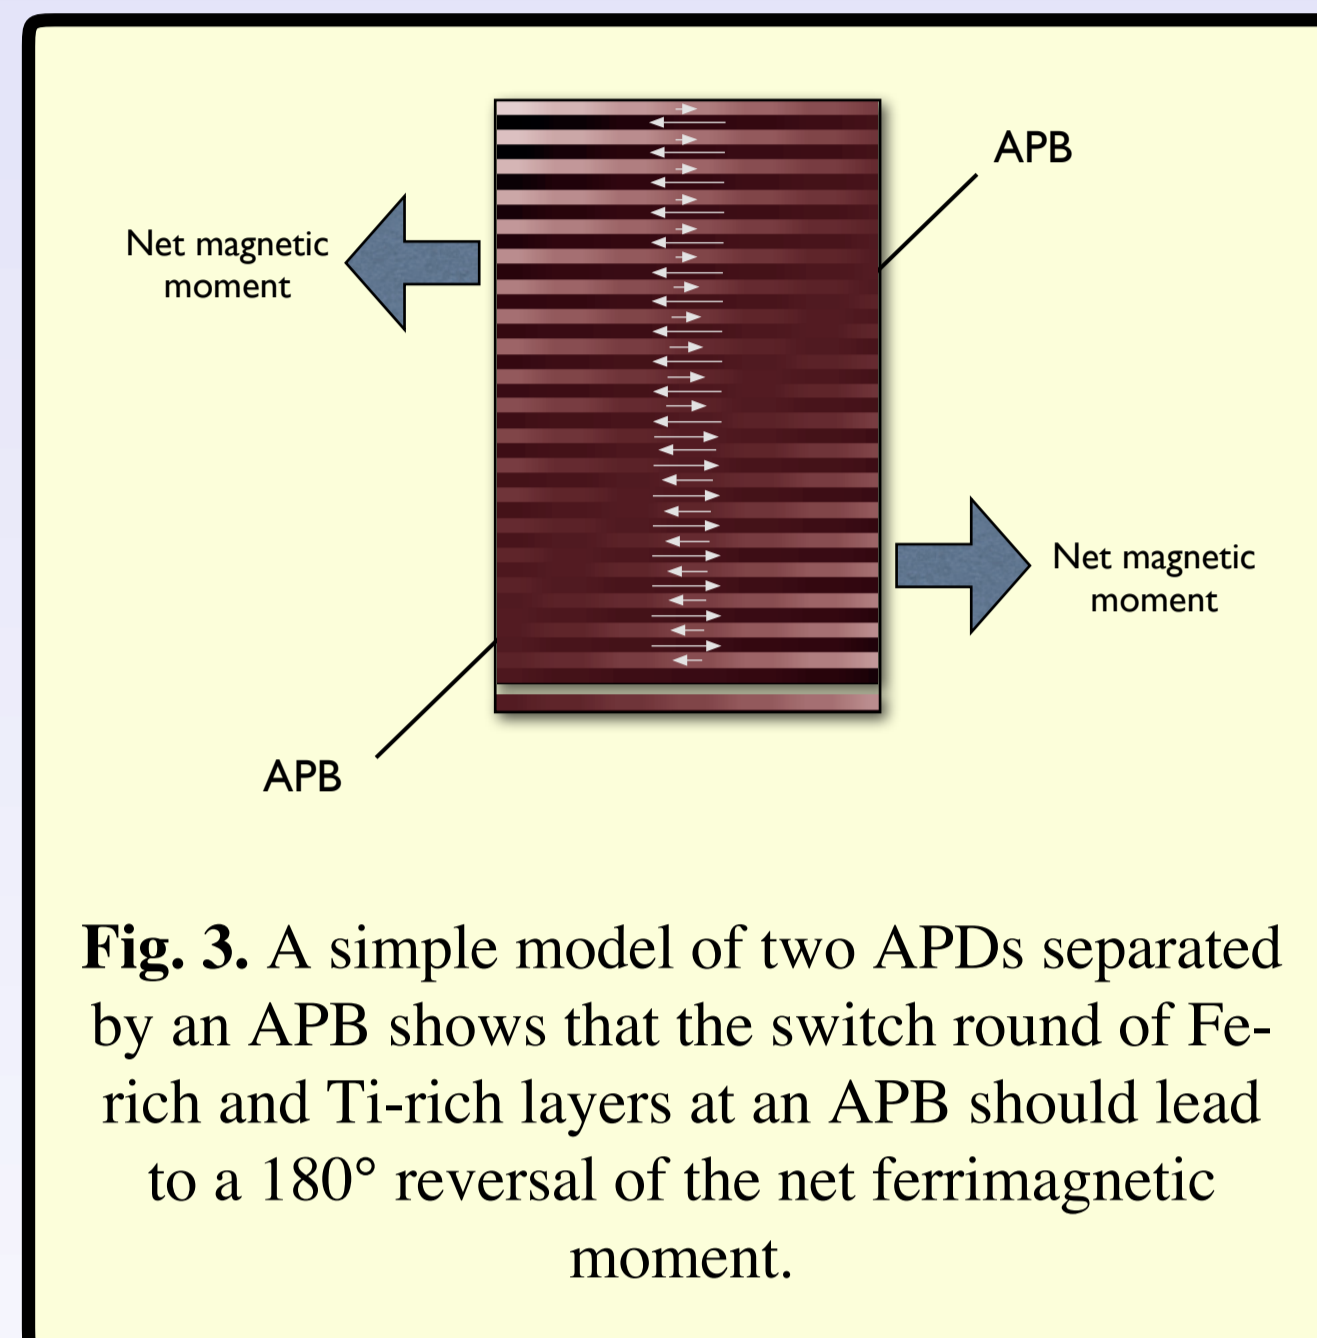 APB
Net magnetic
moment
Net magnetic
moment
APB
Fig. 3. A simple model of two APDs separated
by an APB shows that the switch round of Fe-
rich and Ti-rich layers at an APB should lead
to a 180° reversal of the net ferrimagnetic
moment.